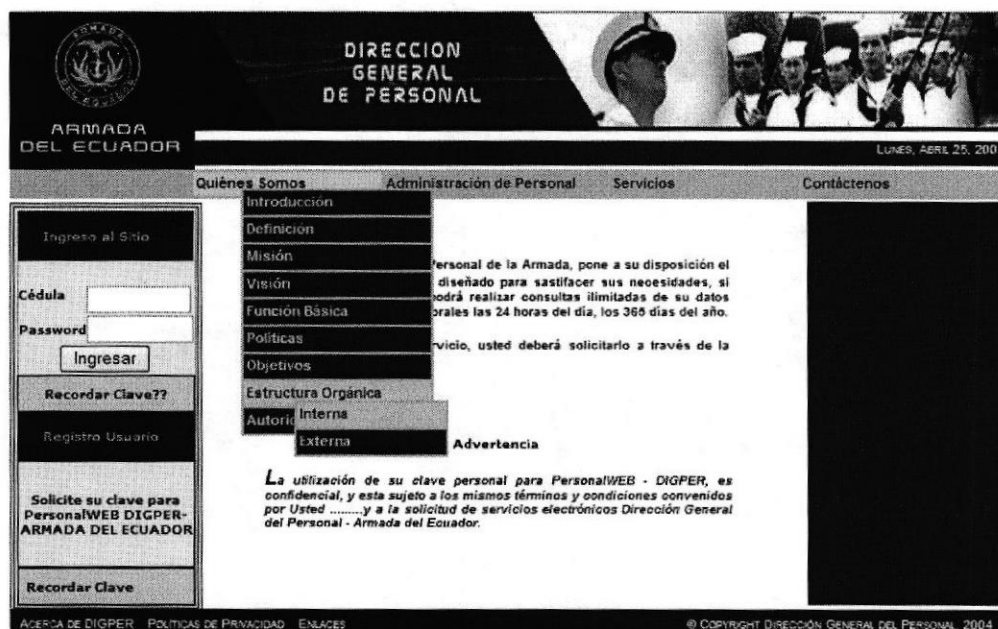 ARMADA
DEL ECUADOR
DIRECCION
GENERAL
DE PERSONAL
ARMADA
DEL ECUADOR
LUNES, ABRIL 25, 200
Quiénes Somos
Administración de Personal
Servicios
Contáctenos
Introducción
Definición
Misión
Visión
Función Básica
Políticas
Objetivos
Estructura Orgánica
Autorid
Interna
Externa
Ingreso al Sitio
Cédula
Password
Ingresar
Recordar Clave??
Registro Usuario
Solicite su clave para
PersonalWEB DIGPER-
ARMADA DEL ECUADOR
Recordar Clave
ersonal de la Armada, pone a su disposición el
diseñado para sastifacer sus necesidades, si
odrá realizar consultas ilimitadas de su datos
orales las 24 horas del día, los 365 días del año.
rvicio, usted deberá solicitarlo a través de la
Advertencia
La utilización de su clave personal para PersonalWEB - DIGPER, es
confidencial, y esta sujeto a los mismos términos y condiciones convenidos
por Usted .........y a la solicitud de servicios electrónicos Dirección General
del Personal - Armada del Ecuador.
ACERCA DE DIGPER POLITICAS DE PRIVACIDAD ENLACES
© COPYRIGHT DIRECCIÓN GENERAL DEL PERSONAL 2004